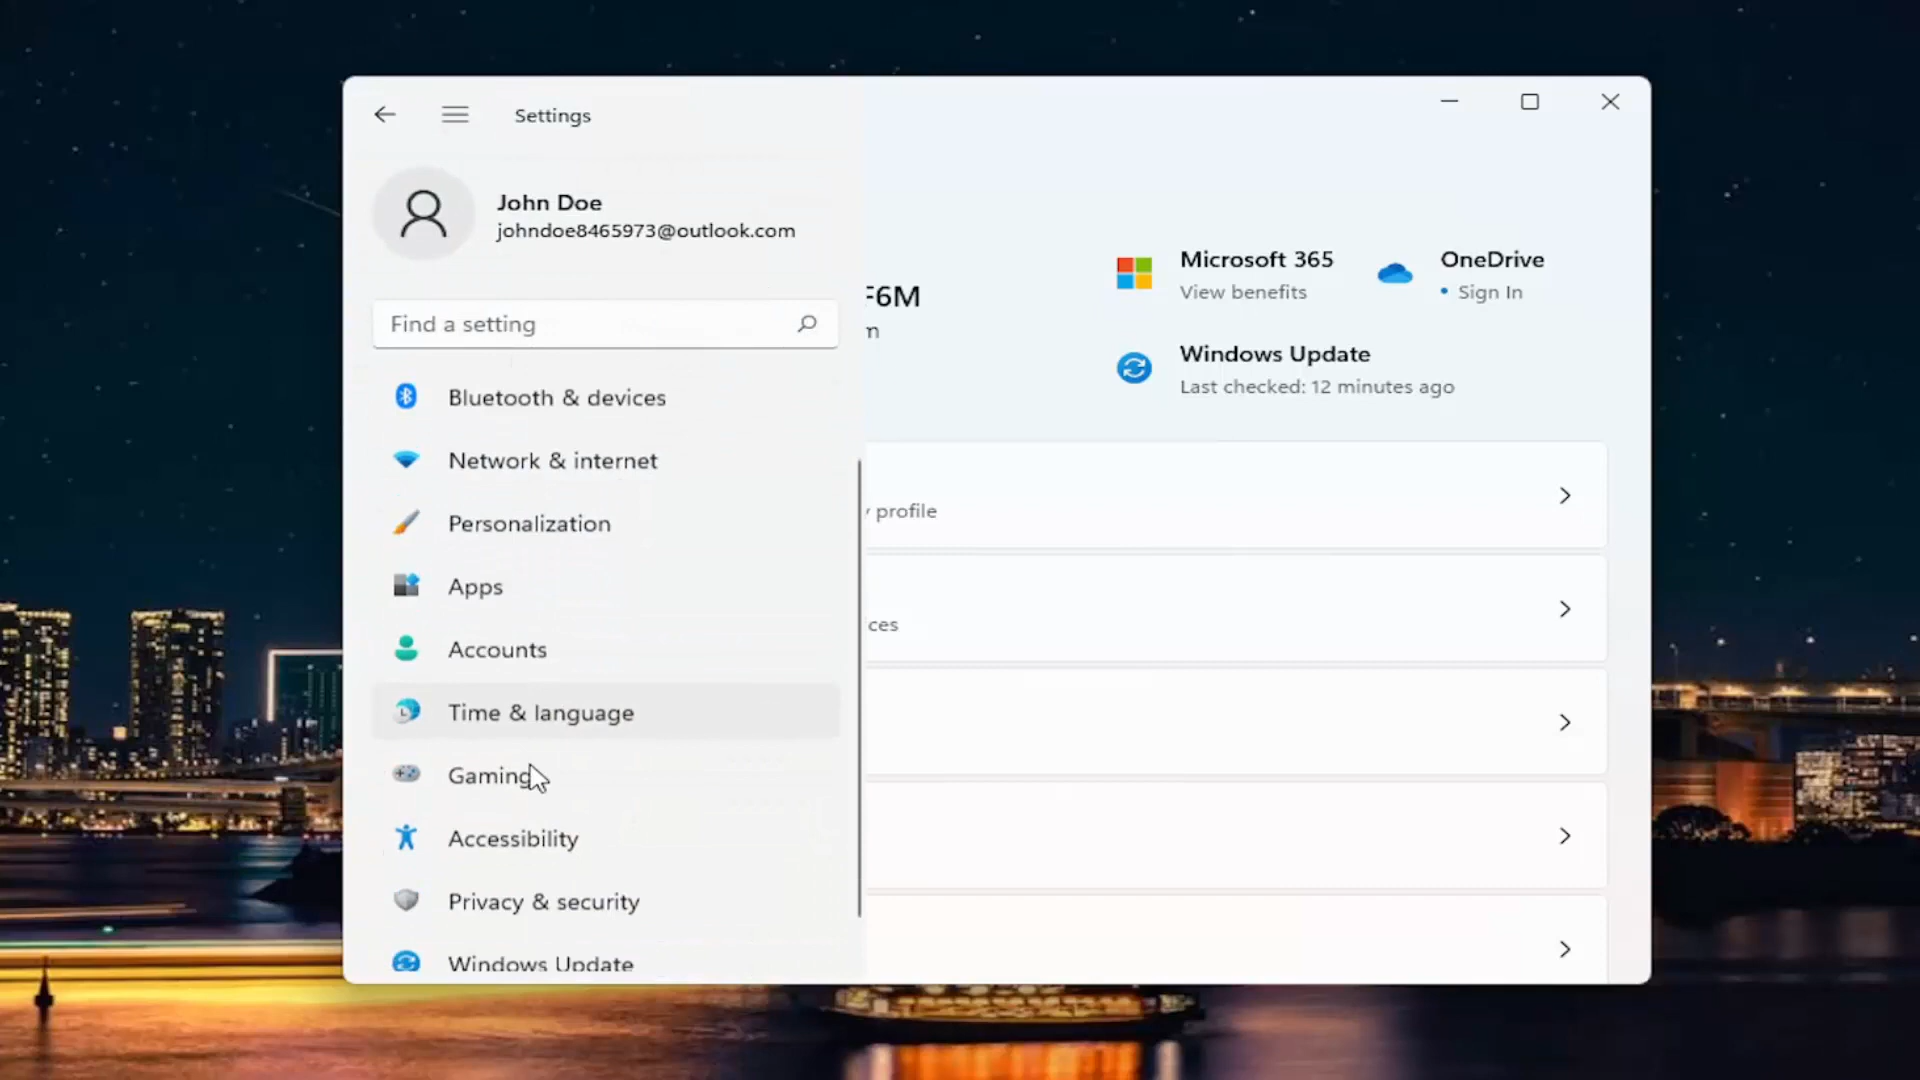 Settings
John Doe
johndoe8465973@outlook.com
Find a setting
Bluetooth & devices
Network & internet
Personalization
Apps
Accounts
Time & language
Gaming
Accessibility
Privacy & security
Windows Update
F6M
m
Microsoft 365
View benefits
OneDrive
• Sign In
Windows Update
Last checked: 12 minutes ago
y profile
ces